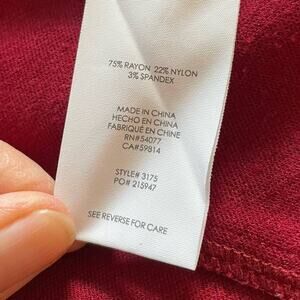 75% RAYON 22% NYLON
3% SPANDEX
MADE IN CHINA
HECHO EN CHINA
FABRIQUÉ EN CHINE
RN#54077
CA#59814
STYLE# 3175
PO# 215947
SEE REVERSE FOR CARE